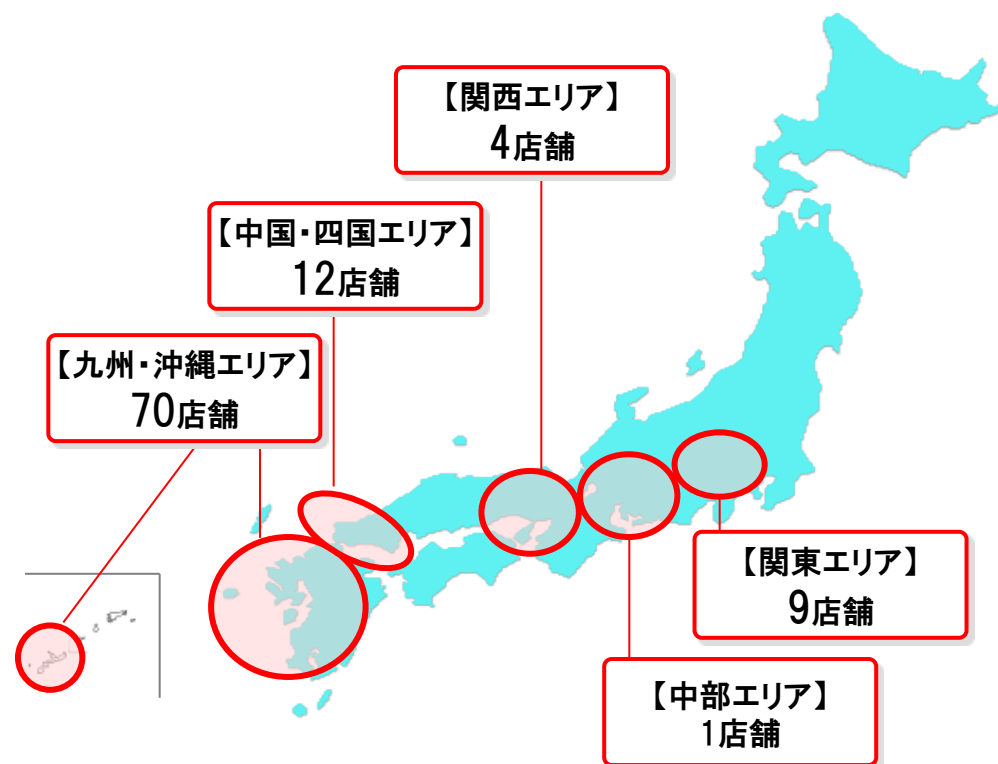 【関西エリア】
4店舗
【中国・四国エリア】
12店舗
【九州・沖縄エリア】
70店舗
【関東エリア】
9店舗
【中部エリア】
1店舗